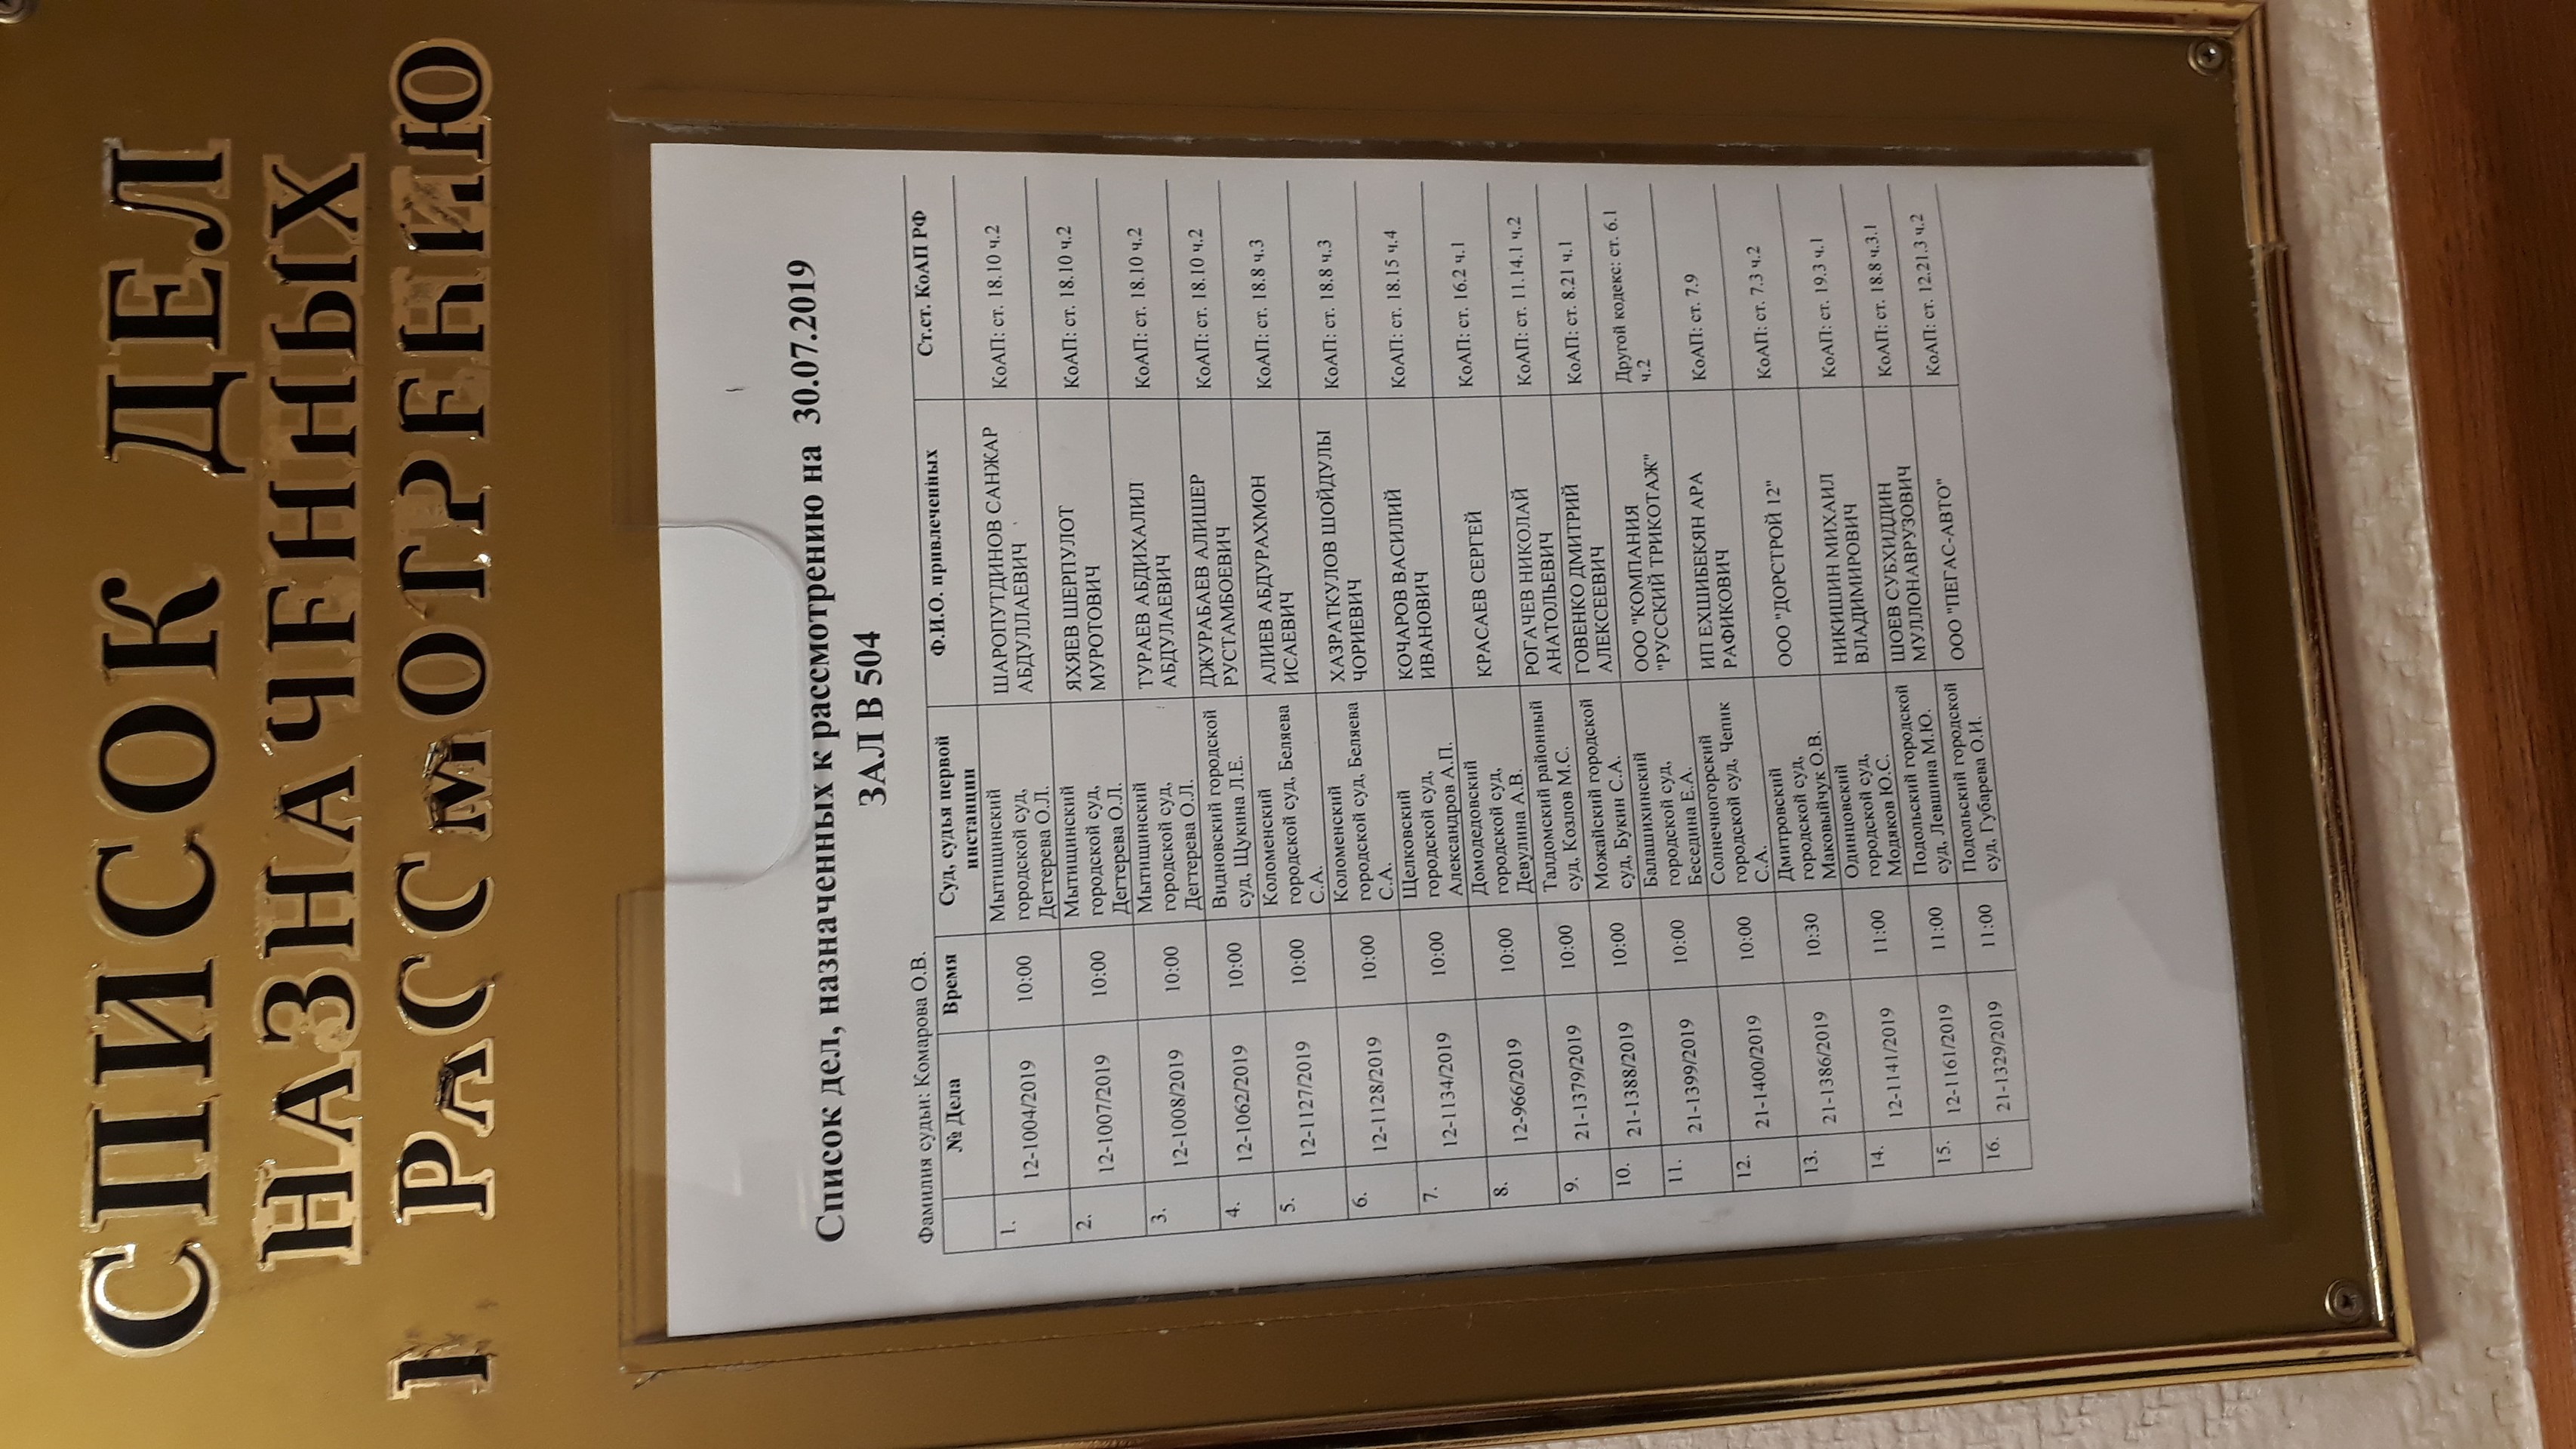 СПИСОК ДЕЛ
НАЗНАЧЕННЫХ
К РАССМОТРЕНИЮ
Список дел, назначенных к рассмотрению на 30.07.2019
ЗАЛ В 504
Фамилия судьи: Комарова О.В.
№ Дела Время Суд, судья первой инстанции Ф.И.О. привлеченных Ст.ст. КоАП РФ
1. 12-1004/2019 10:00 Мытищинский городской суд, Дегтерева О.Л. ШАРОПУТДИНОВ САНЖАР АБДУЛЛАЕВИЧ КоАП: ст. 18.10 ч.2
2. 12-1007/2019 10:00 Мытищинский городской суд, Дегтерева О.Л. ЯХЯЕВ ШЕРПУЛОТ МУРОТОВИЧ КоАП: ст. 18.10 ч.2
3. 12-1008/2019 10:00 Мытищинский городской суд, Дегтерева О.Л. ТУРАЕВ АБДИХАЛИЛ АБДУЛАЕВИЧ КоАП: ст. 18.10 ч.2
4. 12-1062/2019 10:00 Видновский городской суд, Щукина Л.Е. ДЖУРАБАЕВ АЛИШЕР РУСТАМБОЕВИЧ КоАП: ст. 18.10 ч.2
5. 12-1127/2019 10:00 Коломенский городской суд, Беляева С.А. АЛИЕВ АБДУРАХМОН ИСАЕВИЧ КоАП: ст. 18.8 ч.3
6. 12-1128/2019 10:00 Коломенский городской суд, Беляева С.А. ХАЗРАТКУЛОВ ШОЙДУЛЫ ЧОРИЕВИЧ КоАП: ст. 18.8 ч.3
7. 12-1134/2019 10:00 Щелковский городской суд, Александров А.П. КОЧАРОВ ВАСИЛИЙ ИВАНОВИЧ КоАП: ст. 18.15 ч.4
8. 12-966/2019 10:00 Домодедовский городской суд, Девулина А.В. КРАСАЕВ СЕРГЕЙ КоАП: ст. 16.2 ч.1
9. 21-1379/2019 10:00 Талдомский районный суд, Козлов М.С. РОГАЧЕВ НИКОЛАЙ АНАТОЛЬЕВИЧ КоАП: ст. 11.14.1 ч.2
10. 21-1388/2019 10:00 Можайский городской суд, Букин С.А. ГОВЕНКО ДМИТРИЙ АЛЕКСЕЕВИЧ КоАП: ст. 8.21 ч.1
11. 21-1399/2019 10:00 Балашихинский городской суд, Беседина Е.А. ООО "КОМПАНИЯ "РУССКИЙ ТРИКОТАЖ" Другой кодекс: ст. 6.1 ч.2
12. 21-1400/2019 10:00 Солнечногорский городской суд, Чепик С.А. ИП ЕХШИБЕКЯН АРА РАФИКОВИЧ КоАП: ст. 7.9
13. 21-1386/2019 10:30 Дмитровский городской суд, Маковыйчук О.В. ООО "ДОРСТРОЙ 12" КоАП: ст. 7.3 ч.2
14. 12-1141/2019 11:00 Одинцовский городской суд, Модяков Ю.С. НИКИШИН МИХАИЛ ВЛАДИМИРОВИЧ КоАП: ст. 19.3 ч.1
15. 12-1161/2019 11:00 Подольский городской суд, Левшина М.Ю. ШОЕВ СУБХИДДИН МУЛЛОНАВРУЗОВИЧ КоАП: ст. 18.8 ч.3.1
16. 21-1329/2019 11:00 Подольский городской суд, Губарева О.И. ООО "ПЕГАС-АВТО" КоАП: ст. 12.21.3 ч.2